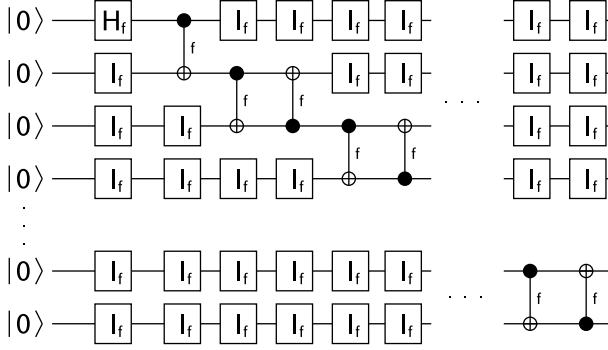 |0⟩ H_f I_f I_f I_f I_f I_f I_f
f
|0⟩ I_f I_f I_f I_f I_f
f f . . .
|0⟩ I_f I_f I_f I_f
f f
|0⟩ I_f I_f I_f I_f I_f I_f
. . .
|0⟩ I_f I_f I_f I_f I_f I_f
. . . f f
|0⟩ I_f I_f I_f I_f I_f I_f